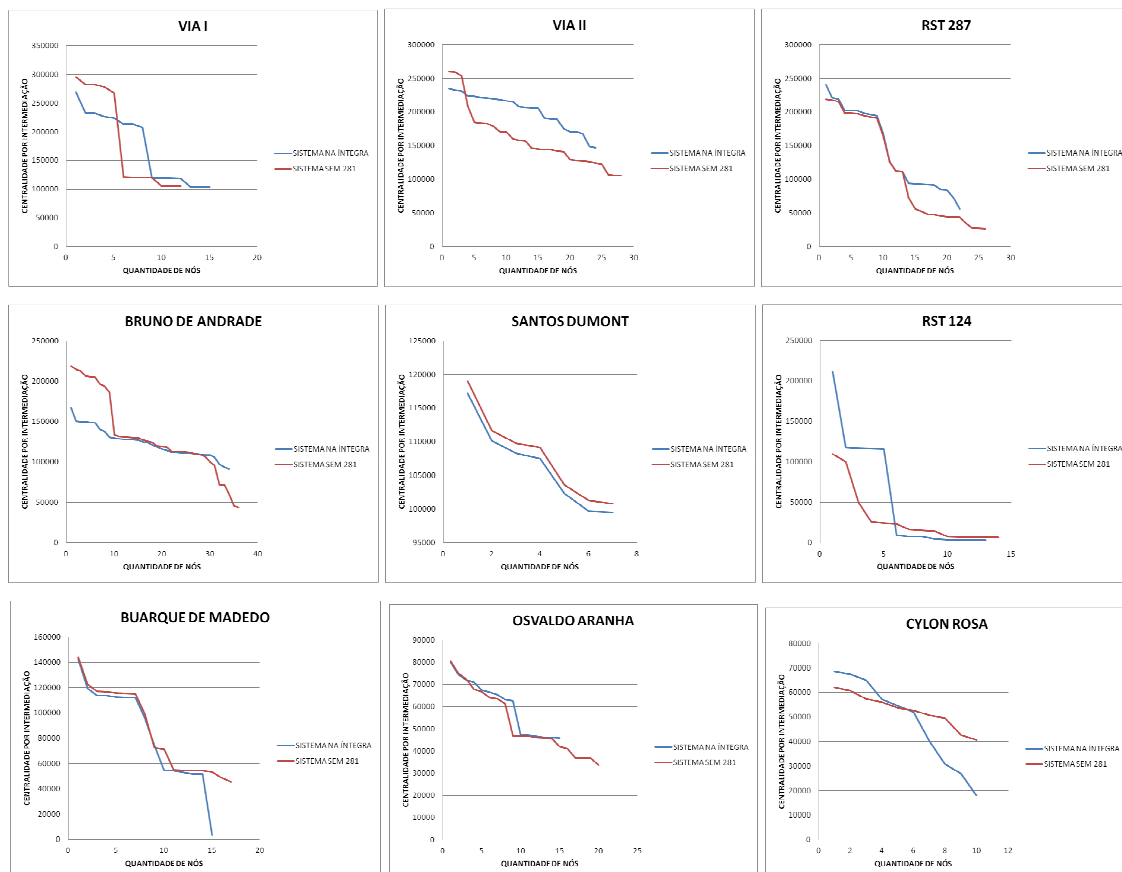 VIA I
CENTRALIDADE POR INTERMEDIAÇÃO
350000
300000
250000
200000
150000
100000
50000
0
0 5 10 15 20
QUANTIDADE DE NÓS
SISTEMA NA ÍNTEGRA
SISTEMA SEM 281
VIA II
CENTRALIDADE POR INTERMEDIAÇÃO
300000
250000
200000
150000
100000
50000
0
0 5 10 15 20 25 30
QUANTIDADE DE NÓS
SISTEMA NA ÍNTEGRA
SISTEMA SEM 281
RST 287
CENTRALIDADE POR INTERMEDIAÇÃO
300000
250000
200000
150000
100000
50000
0
0 5 10 15 20 25 30
QUANTIDADE DE NÓS
SISTEMA NA ÍNTEGRA
SISTEMA SEM 281
BRUNO DE ANDRADE
CENTRALIDADE POR INTERMEDIAÇÃO
250000
200000
150000
100000
50000
0
0 10 20 30 40
QUANTIDADE DE NÓS
SISTEMA NA ÍNTEGRA
SISTEMA SEM 281
SANTOS DUMONT
CENTRALIDADE POR INTERMEDIAÇÃO
125000
120000
115000
110000
105000
100000
95000
0 2 4 6 8
QUANTIDADE DE NÓS
SISTEMA NA ÍNTEGRA
SISTEMA SEM 281
RST 124
CENTRALIDADE POR INTERMEDIAÇÃO
250000
200000
150000
100000
50000
0
0 5 10 15
QUANTIDADE DE NÓS
SISTEMA NA ÍNTEGRA
SISTEMA SEM 281
BUARQUE DE MADEDO
CENTRALIDADE POR INTERMEDIAÇÃO
160000
140000
120000
100000
80000
60000
40000
20000
0
0 5 10 15 20
QUANTIDADE DE NÓS
SISTEMA NA ÍNTEGRA
SISTEMA SEM 281
OSVALDO ARANHA
CENTRALIDADE POR INTERMEDIAÇÃO
90000
80000
70000
60000
50000
40000
30000
20000
10000
0
0 5 10 15 20 25
QUANTIDADE DE NÓS
SISTEMA NA ÍNTEGRA
SISTEMA SEM 281
CYLON ROSA
CENTRALIDADE POR INTERMEDIAÇÃO
80000
70000
60000
50000
40000
30000
20000
10000
0
0 2 4 6 8 10 12
QUANTIDADE DE NÓS
SISTEMA NA ÍNTEGRA
SISTEMA SEM 281